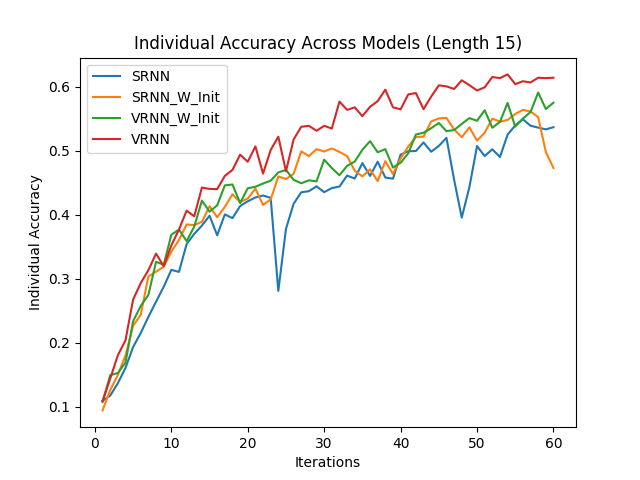 Individual Accuracy Across Models (Length 15)
SRNN
SRNN_W_Init
VRNN_W_Init
VRNN
0.6
0.5
0.4
0.3
0.2
0.1
Individual Accuracy
0 10 20 30 40 50 60
Iterations